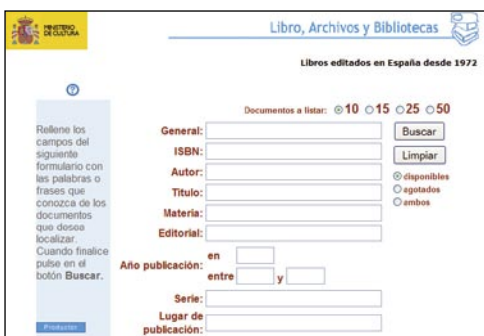 MINISTERIO
DE CULTURA
Libro, Archivos y Bibliotecas
Libros editados en España desde 1972
Documentos a listar: 10 15 25 50
Rellene los
campos del
siguiente
formulario con
las palabras o
frases que
conozca de los
documentos
que desea
localizar.
Cuando finalice
pulse en el
botón Buscar.
General:
Buscar
ISBN:
Limpiar
Autor:
disponibles
Titulo:
agotados
Materia:
ambos
Editorial:
Año publicación: en
entre y
Serie:
Lugar de
publicación:
Productor